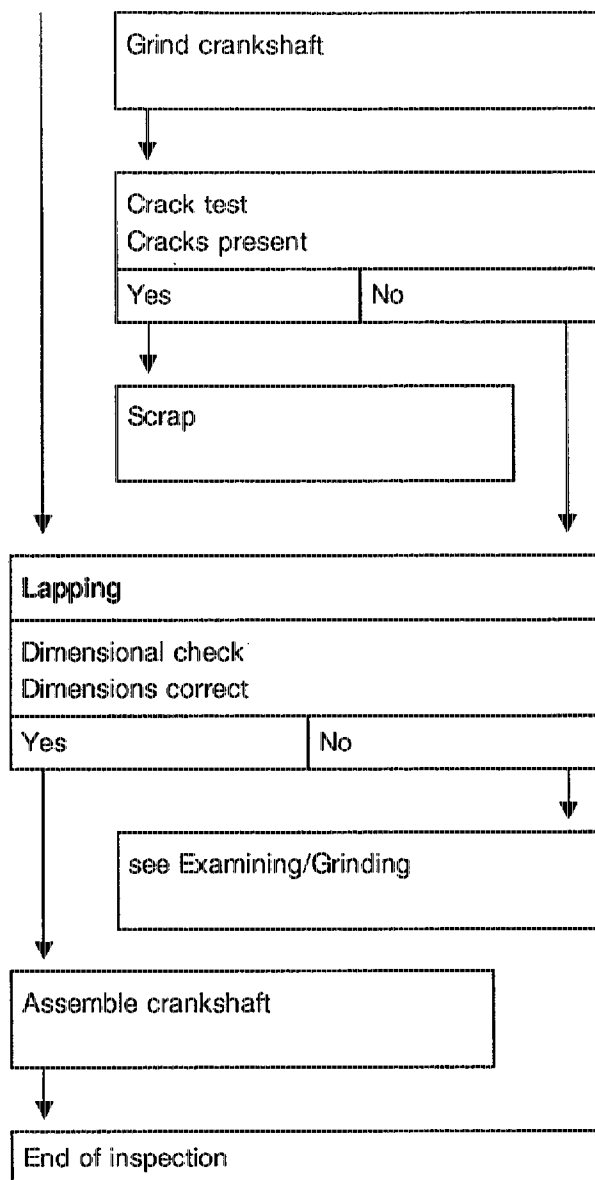 Grind crankshaft
Crack test
Cracks present
Yes
No
Scrap
Lapping
Dimensional check
Dimensions correct
Yes
No
see Examining/Grinding
Assemble crankshaft
End of inspection